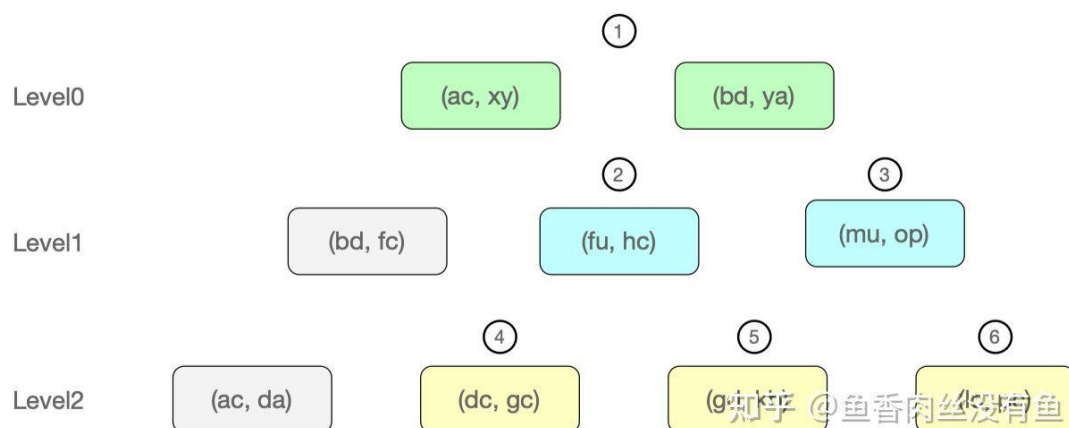 ①
Level0 (ac, xy) (bd, ya)
② ③
Level1 (bd, fc) (fu, hc) (mu, op)
④ ⑤ ⑥
Level2 (ac, da) (dc, gc)
知乎 @鱼香肉丝没有鱼